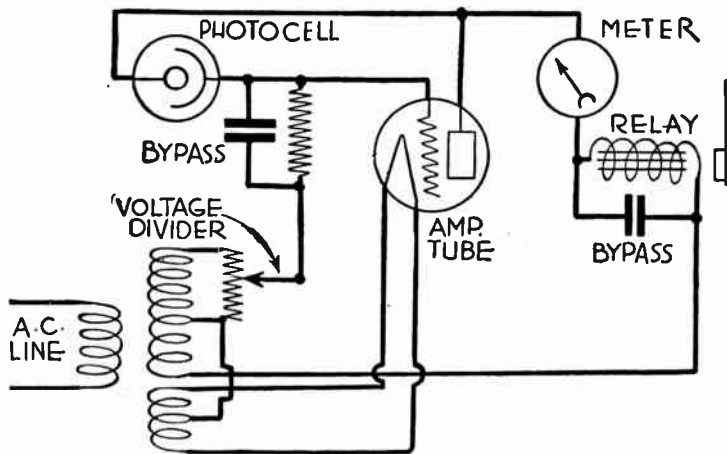 PHOTOCELL
METER
BYPASS
RELAY
VOLTAGE
DIVIDER
AMP.
TUBE
BYPASS
A.C.
LINE